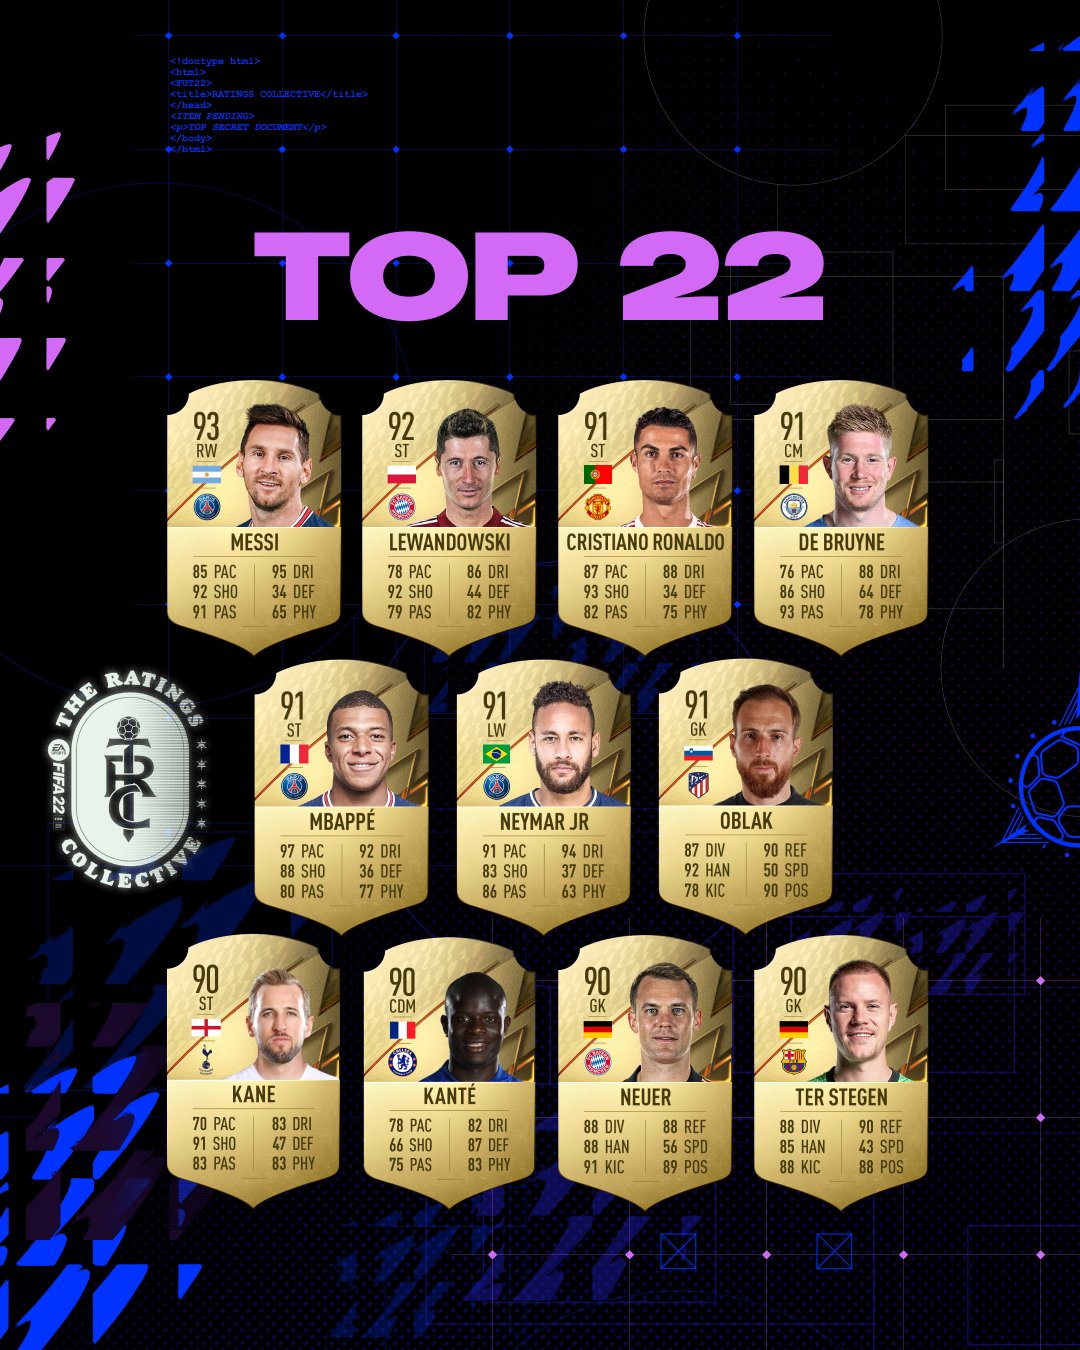 <!doctype html>
<html>
<FUT22>
<title>RATINGS COLLECTIVE</title>
</head>
<ITEM PENDING>
<p>TOP SECRET DOCUMENT</p>
</body>
</html>
TOP 22
93
RW
MESSI
85 PAC 95 DRI
92 SHO 34 DEF
91 PAS 65 PHY
92
ST
LEWANDOWSKI
78 PAC 86 DRI
92 SHO 44 DEF
79 PAS 82 PHY
91
ST
CRISTIANO RONALDO
87 PAC 88 DRI
93 SHO 34 DEF
82 PAS 75 PHY
91
CM
DE BRUYNE
76 PAC 88 DRI
86 SHO 64 DEF
93 PAS 78 PHY
THE RATINGS
COLLECTIVE
EA SPORTS
FIFA 22
TRC
91
ST
MBAPPÉ
97 PAC 92 DRI
88 SHO 36 DEF
80 PAS 77 PHY
91
LW
NEYMAR JR
91 PAC 94 DRI
83 SHO 37 DEF
86 PAS 63 PHY
91
GK
OBLAK
87 DIV 90 REF
92 HAN 50 SPD
78 KIC 90 POS
90
ST
KANE
70 PAC 83 DRI
91 SHO 47 DEF
83 PAS 83 PHY
90
CDM
KANTÉ
78 PAC 82 DRI
66 SHO 87 DEF
75 PAS 83 PHY
90
GK
NEUER
88 DIV 88 REF
88 HAN 56 SPD
91 KIC 89 POS
90
GK
TER STEGEN
88 DIV 90 REF
85 HAN 43 SPD
88 KIC 88 POS